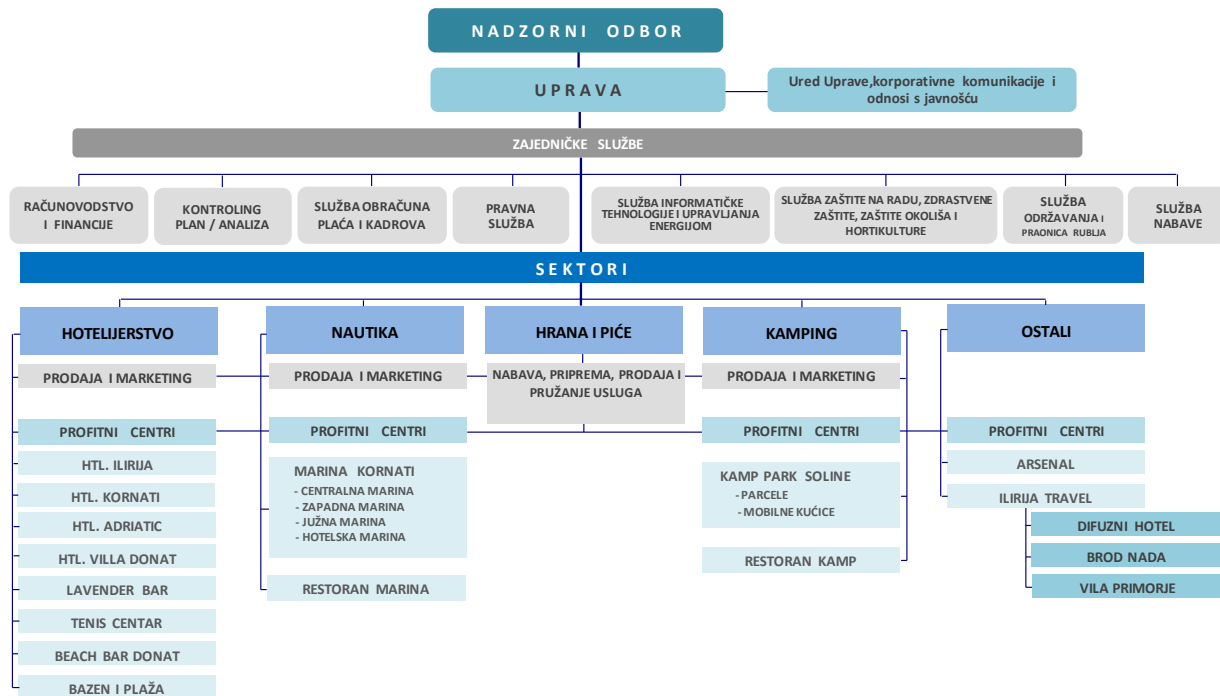 NADZORNI ODBOR
UPRAVA
Ured Uprave,korporativne komunikacije i
odnosi s javnošću
ZAJEDNIČKE SLUŽBE
RAČUNOVODSTVO
I FINANCIJE
KONTROLING
PLAN / ANALIZA
SLUŽBA OBRAČUNA
PLAĆA I KADROVA
PRAVNA
SLUŽBA
SLUŽBA INFORMATIČKE
TEHNOLOGIJE I UPRAVLJANJA
ENERGIJOM
SLUŽBA ZAŠTITE NA RADU, ZDRASTVENE
ZAŠTITE, ZAŠTITE OKOLIŠA I
HORTIKULTURE
SLUŽBA
ODRŽAVANJA I
PRAONICA RUBLJA
SLUŽBA
NABAVE
SEKTORI
HOTELIJERSTVO
NAUTIKA
HRANA I PIĆE
KAMPING
OSTALI
PRODAJA I MARKETING
PRODAJA I MARKETING
NABAVA, PRIPREMA, PRODAJA I
PRUŽANJE USLUGA
PRODAJA I MARKETING
PROFITNI CENTRI
PROFITNI CENTRI
PROFITNI CENTRI
PROFITNI CENTRI
HTL. ILIRIJA
HTL. KORNATI
HTL. ADRIATIC
HTL. VILLA DONAT
LAVENDER BAR
TENIS CENTAR
BEACH BAR DONAT
BAZEN I PLAŽA
MARINA KORNATI
- CENTRALNA MARINA
- ZAPADNA MARINA
- JUŽNA MARINA
- HOTELSKA MARINA
RESTORAN MARINA
KAMP PARK SOLINE
- PARCELE
- MOBILNE KUĆICE
RESTORAN KAMP
ARSENAL
ILIRIJA TRAVEL
DIFUZNI HOTEL
BROD NADA
VILA PRIMORJE